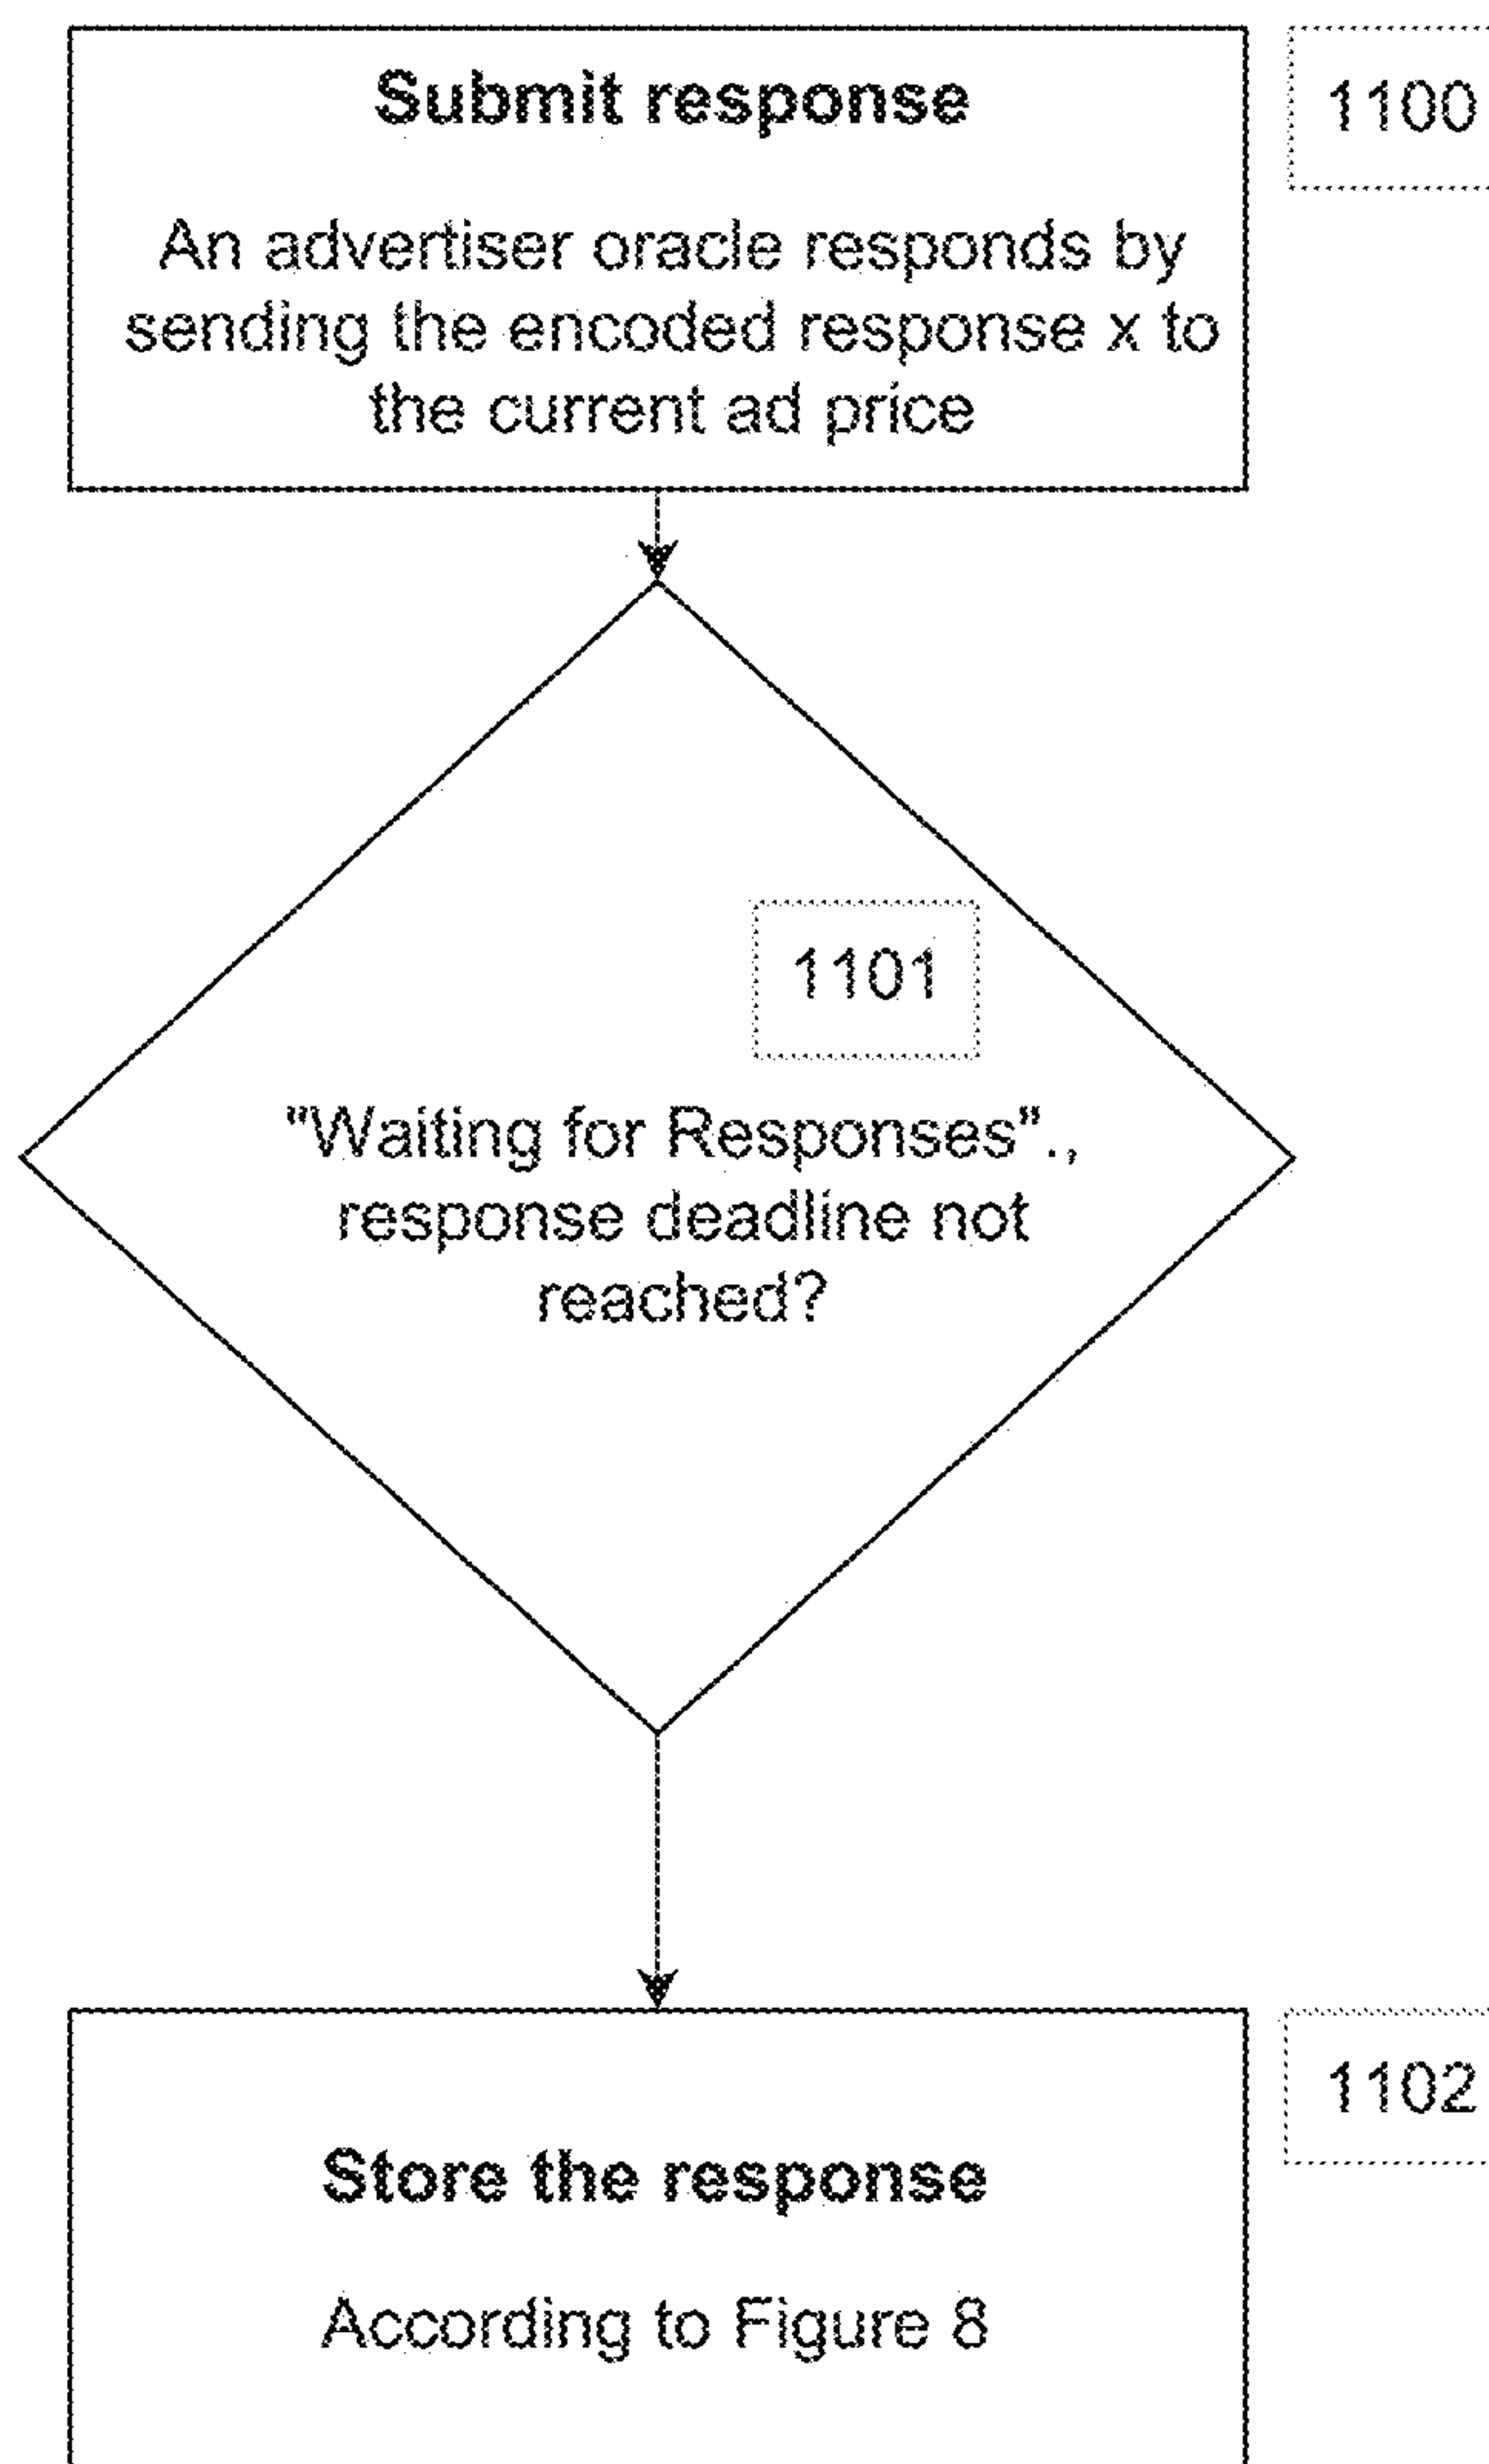 Submit response
1100
An advertiser oracle responds by
sending the encoded response x to
the current ad price
1101
"Waiting for Responses".,
response deadline not
reached?
1102
Store the response
According to Figure 8